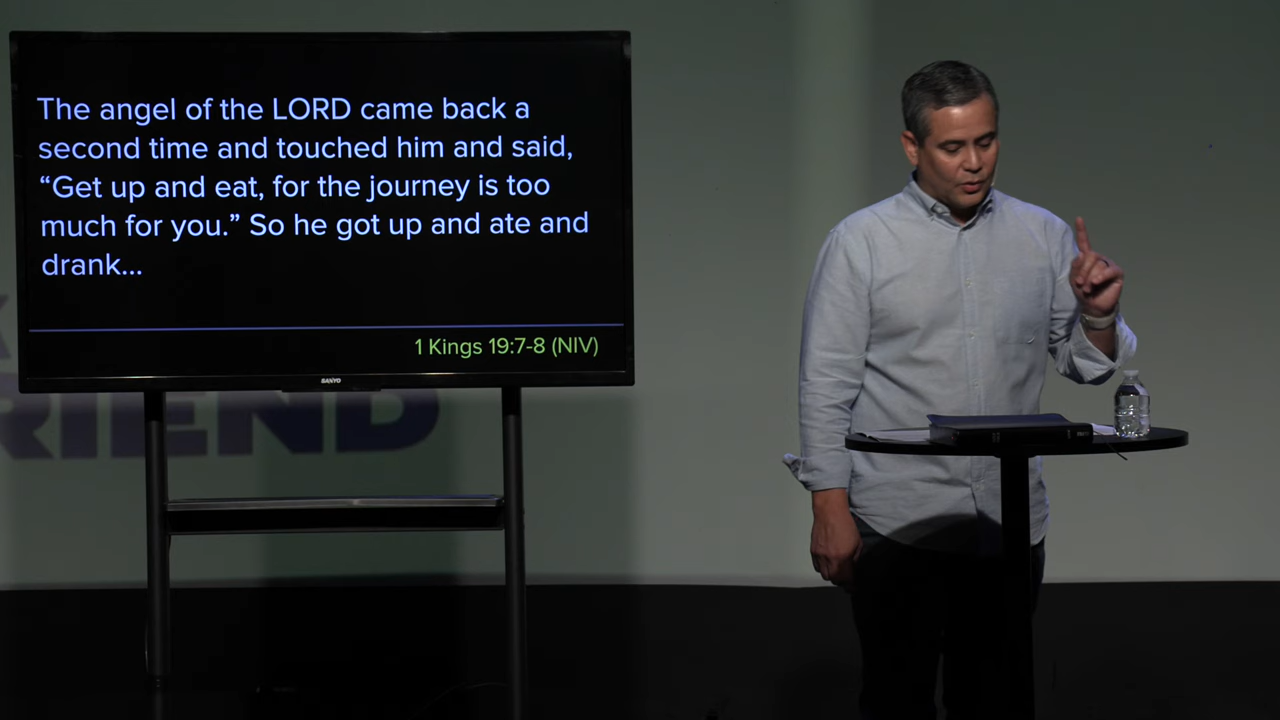 The angel of the LORD came back a
second time and touched him and said,
“Get up and eat, for the journey is too
much for you.” So he got up and ate and
drank...
1 Kings 19:7-8 (NIV)
SANYO
RIEND